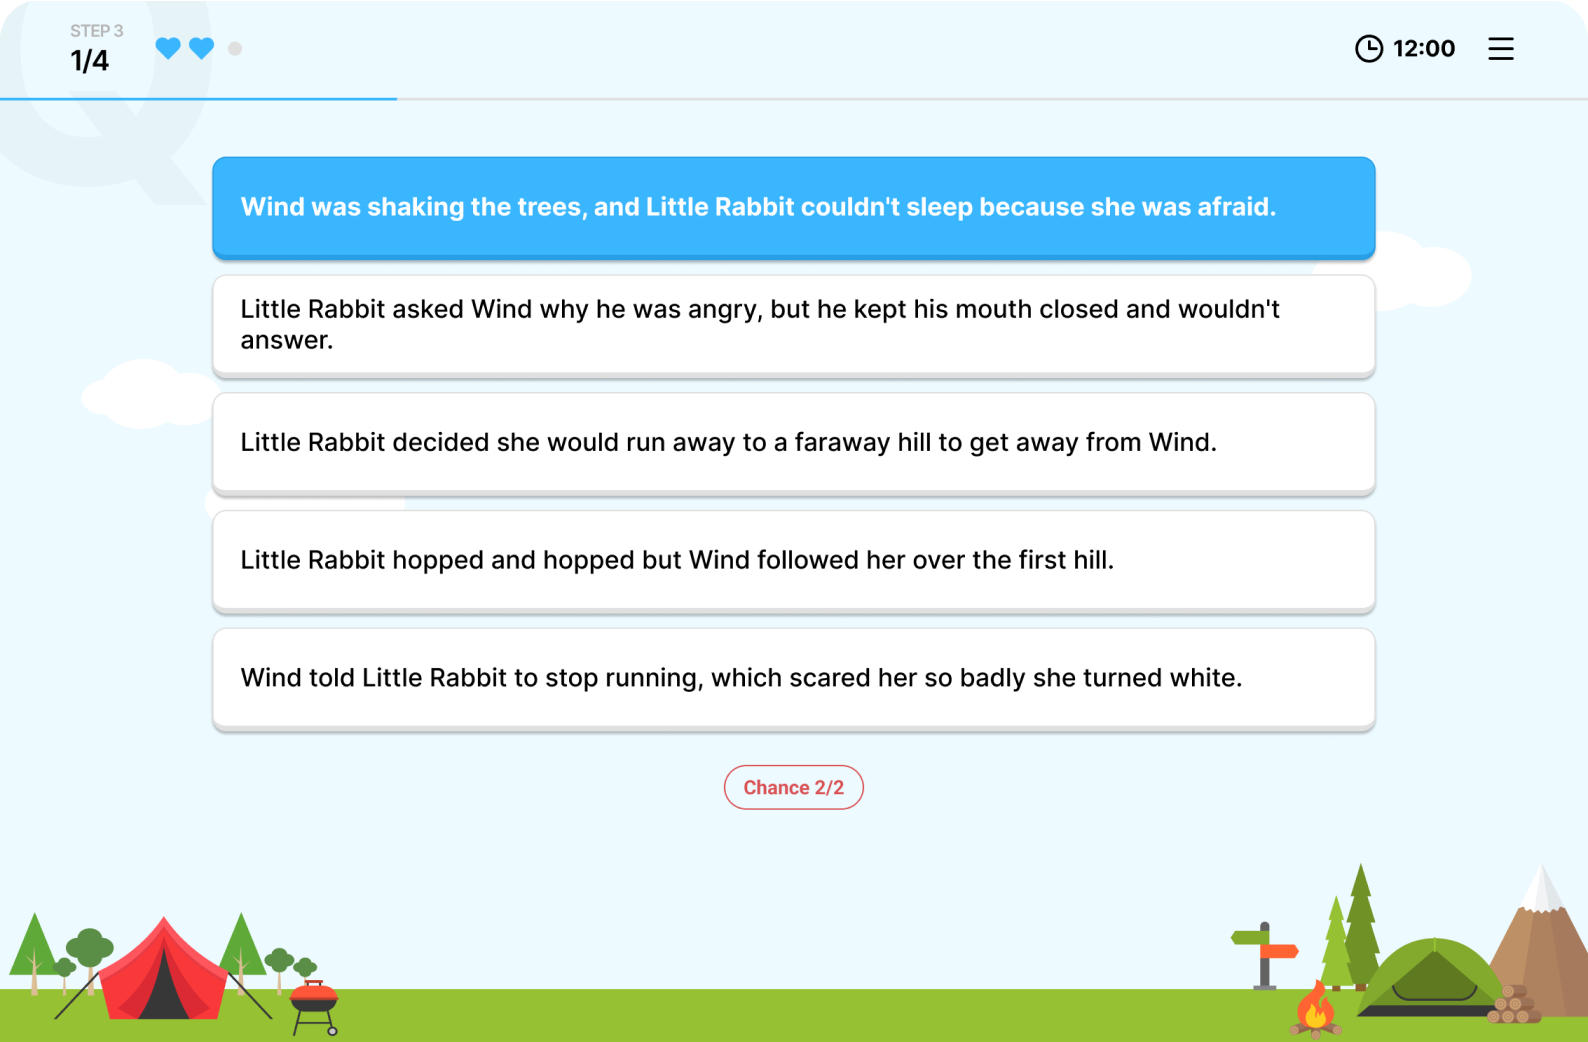 STEP 3
1/4
12:00
Wind was shaking the trees, and Little Rabbit couldn't sleep because she was afraid.
Little Rabbit asked Wind why he was angry, but he kept his mouth closed and wouldn't
answer.
Little Rabbit decided she would run away to a faraway hill to get away from Wind.
Little Rabbit hopped and hopped but Wind followed her over the first hill.
Wind told Little Rabbit to stop running, which scared her so badly she turned white.
Chance 2/2